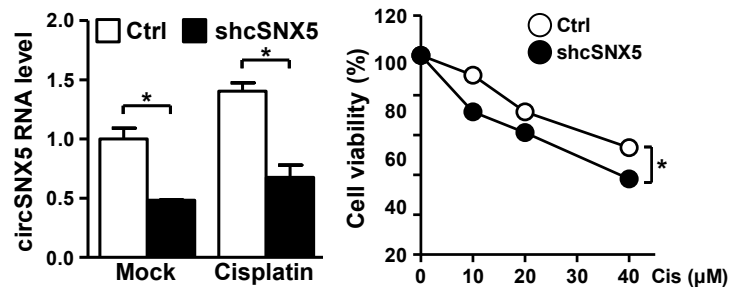 circSNX5 RNA level
2.0
1.5
1.0
0.5
0.0
Ctrl shcSNX5
* *
Mock Cisplatin
Cell viability (%)
120
100
80
60
40
20
Ctrl
shcSNX5
*
0 10 20 30 40 Cis (µM)